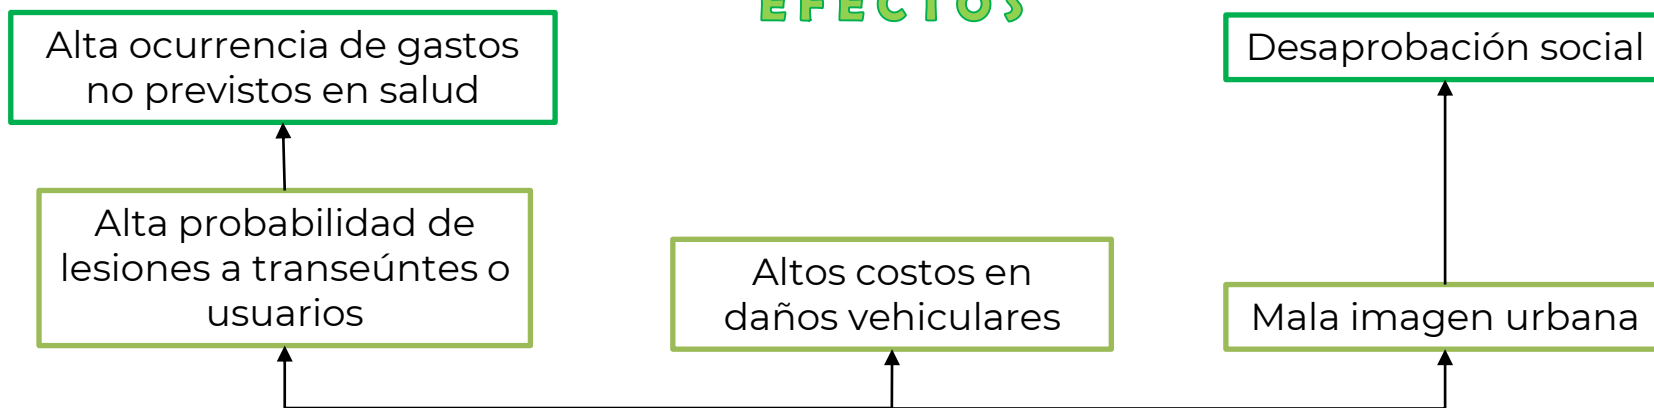 EFECTOS
Alta ocurrencia de gastos
no previstos en salud
Desaprobación social
Alta probabilidad de
lesiones a transeúntes o
usuarios
Altos costos en
daños vehiculares
Mala imagen urbana